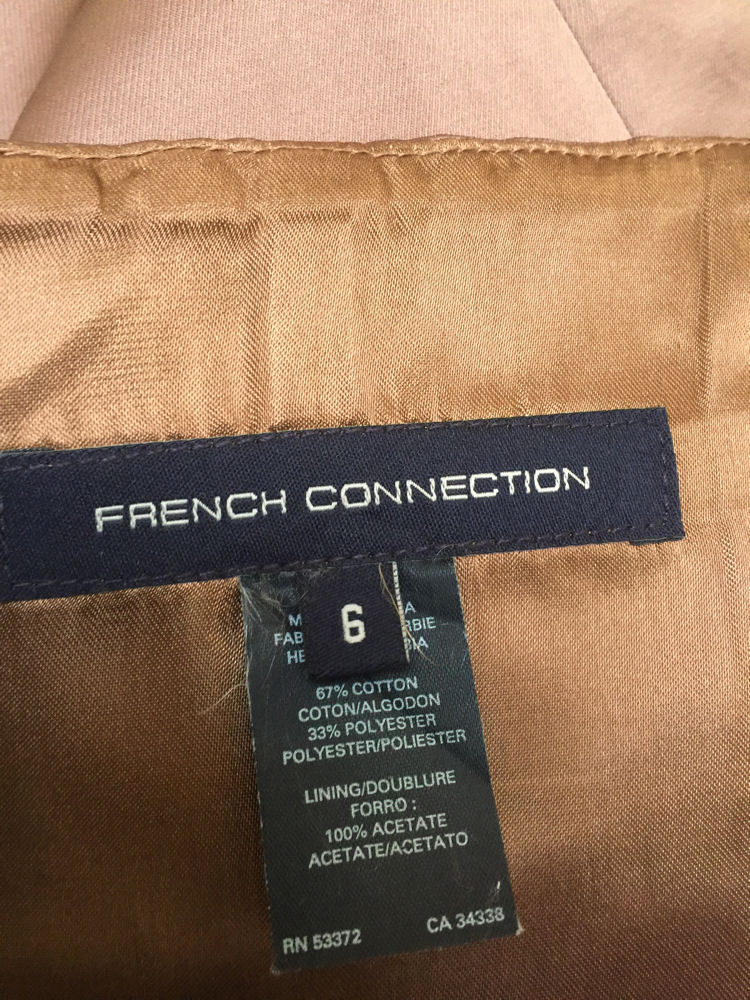 FRENCH CONNECTION
6
67% COTTON
COTON/ALGODON
33% POLYESTER
POLYESTER/POLIESTER
LINING/DOUBLURE
FORRO :
100% ACETATE
ACETATE/ACETATO
RN 53372 CA 34338